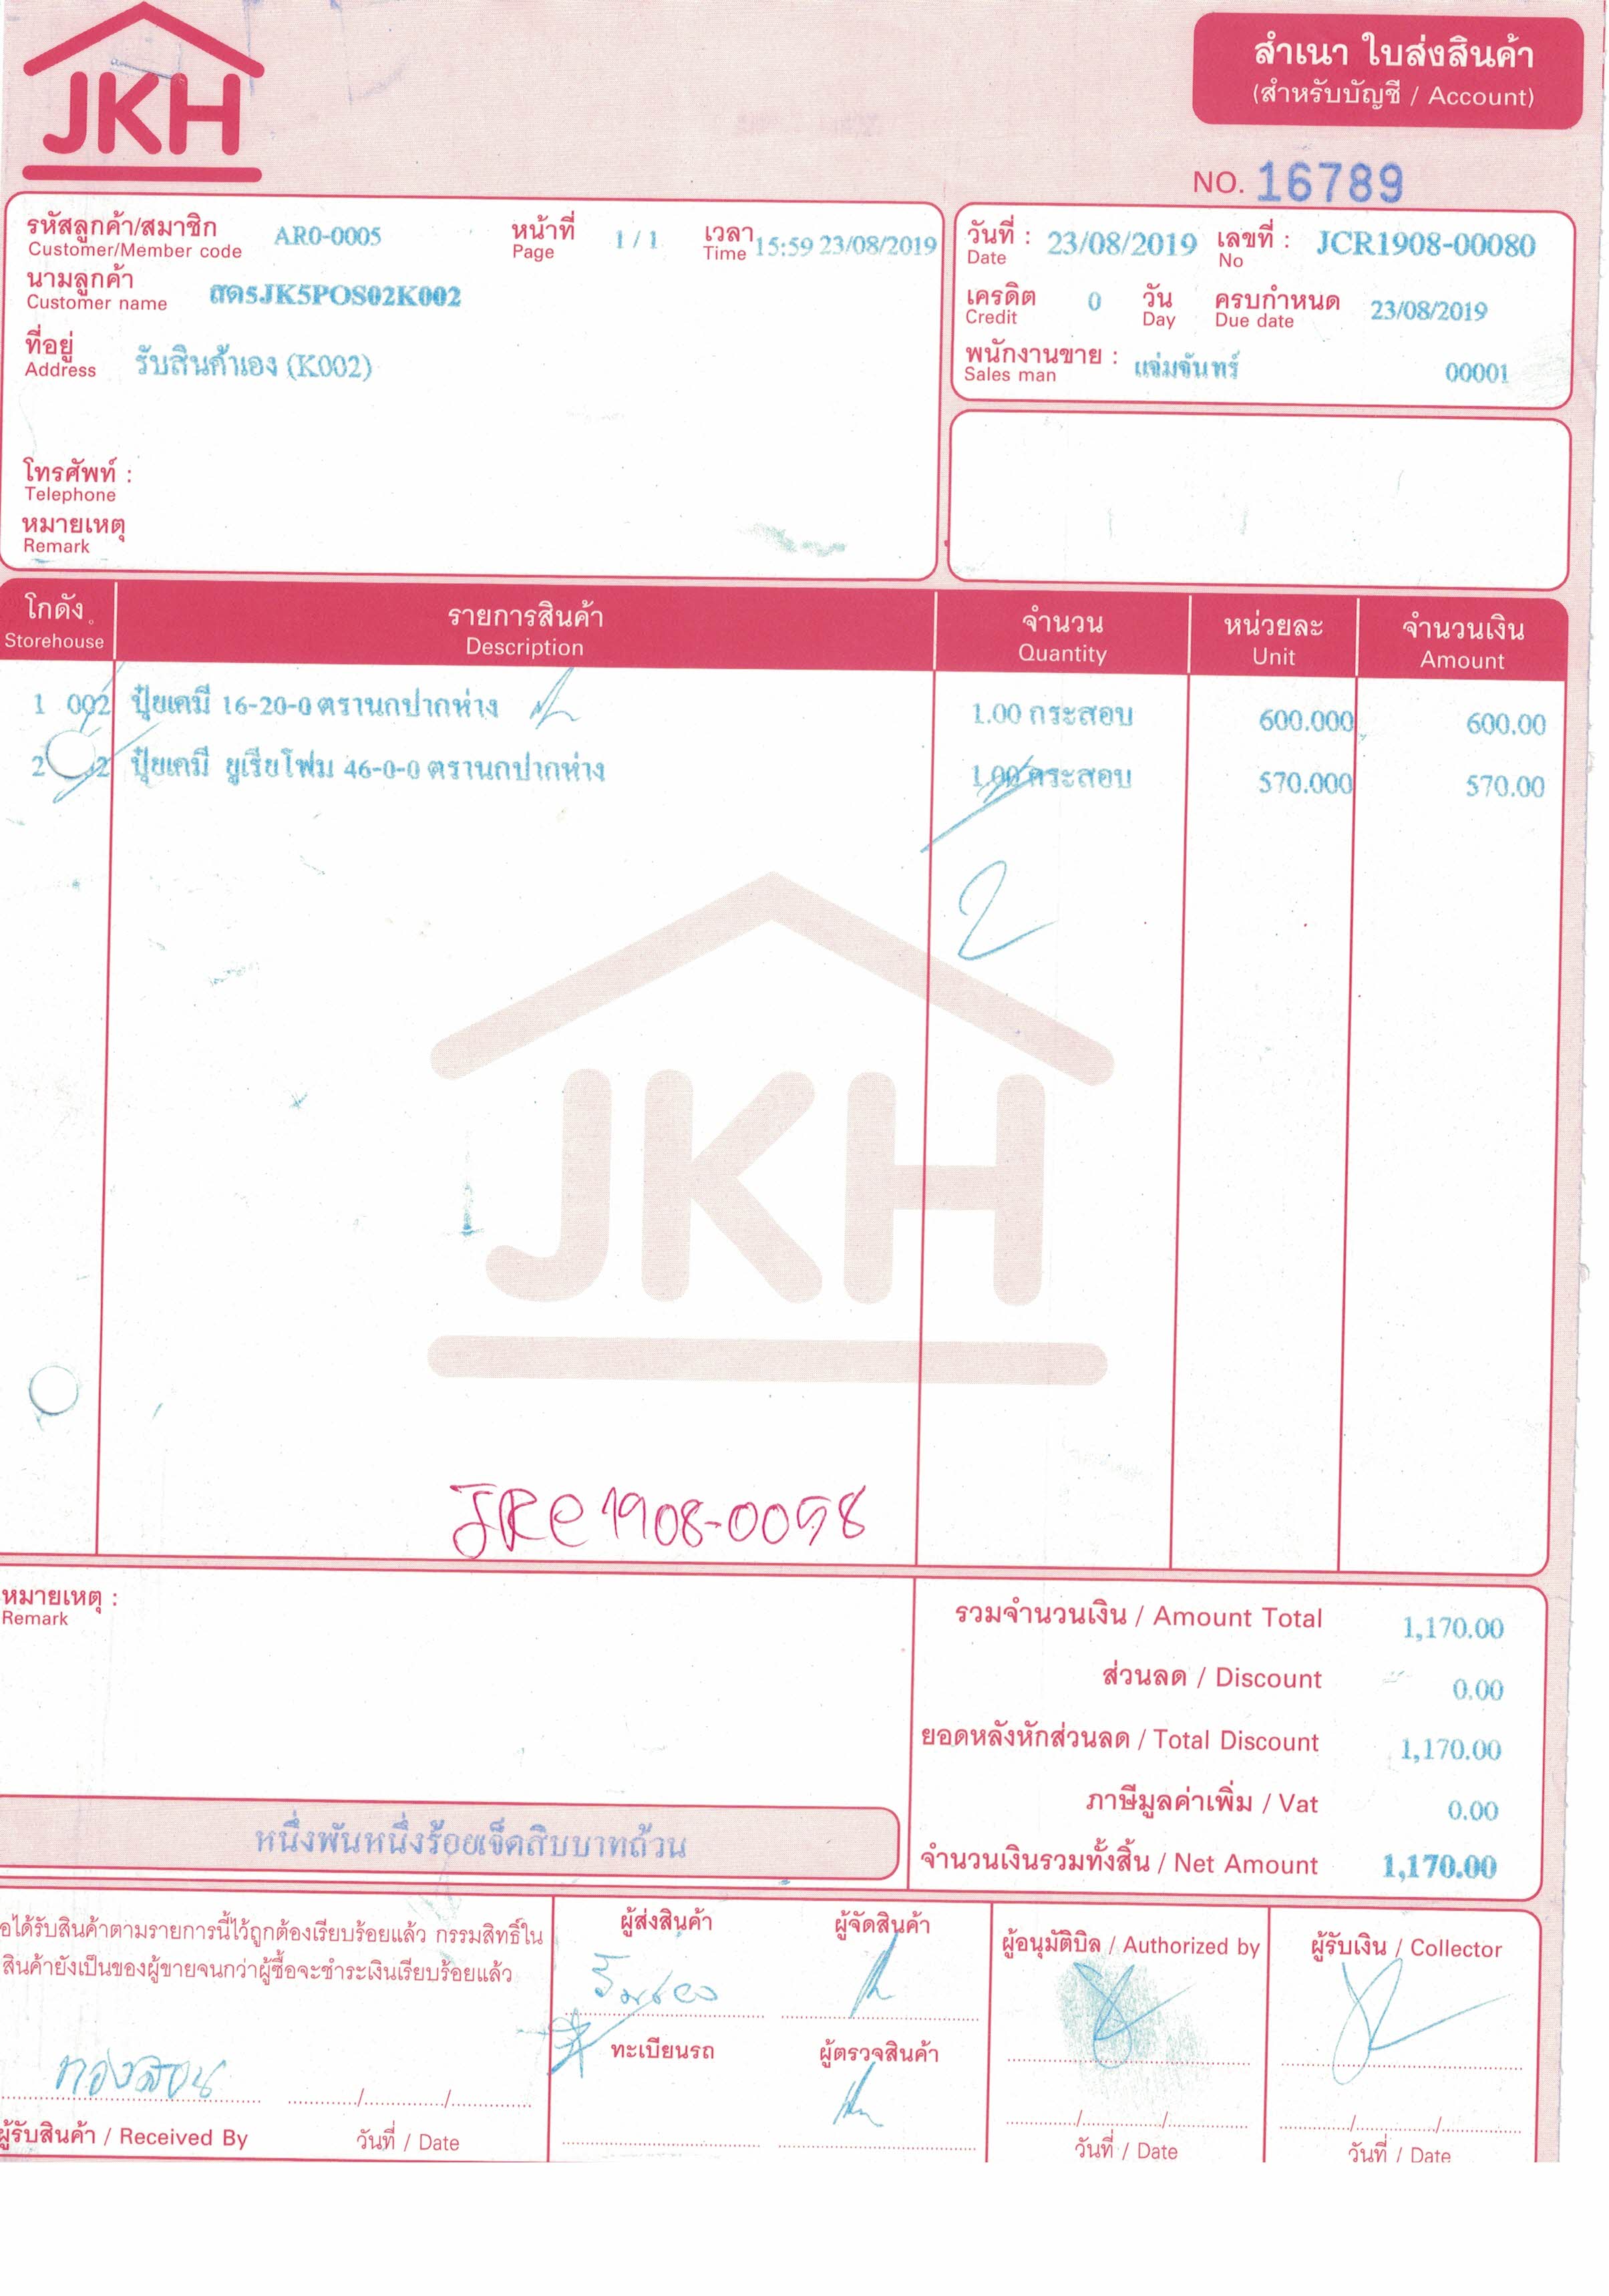 JKH
สำเนา ใบส่งสินค้า
(สำหรับบัญชี / Account)
NO. 16789
รหัสลูกค้า/สมาชิก AR0-0005 หน้าที่ 1 / 1 เวลา 15:59 23/08/2019
Customer/Member code Page Time
นามลูกค้า สด5JK5POS02K002
Customer name
ที่อยู่ รับสินค้าเอง (K002)
Address
โทรศัพท์ :
Telephone
หมายเหตุ
Remark
วันที่ : 23/08/2019 เลขที่ : JCR1908-00080
Date No
เครดิต 0 วัน ครบกำหนด 23/08/2019
Credit Day Due date
พนักงานขาย : แจ่มจันทร์ 00001
Sales man
โกดัง รายการสินค้า จำนวน หน่วยละ จำนวนเงิน
Storehouse Description Quantity Unit Amount
1 002 ปุ๋ยเคมี 16-20-0 ตรานกปากห่าง 1.00 กระสอบ 600.000 600.00
2 ปุ๋ยเคมี ยูเรียโฟม 46-0-0 ตรานกปากห่าง 1.00 กระสอบ 570.000 570.00
2
JKH
JRC1908-0058
หมายเหตุ :
Remark
รวมจำนวนเงิน / Amount Total 1,170.00
ส่วนลด / Discount 0.00
ยอดหลังหักส่วนลด / Total Discount 1,170.00
ภาษีมูลค่าเพิ่ม / Vat 0.00
จำนวนเงินรวมทั้งสิ้น / Net Amount 1,170.00
หนึ่งพันหนึ่งร้อยเจ็ดสิบบาทถ้วน
อได้รับสินค้าตามรายการนี้ไว้ถูกต้องเรียบร้อยแล้ว กรรมสิทธิ์ใน
สินค้ายังเป็นของผู้ขายจนกว่าผู้ซื้อจะชำระเงินเรียบร้อยแล้ว
ทองสอน
ผู้รับสินค้า / Received By วันที่ / Date
ผู้ส่งสินค้า ผู้จัดสินค้า
ทะเบียนรถ ผู้ตรวจสินค้า
ผู้อนุมัติบิล / Authorized by
วันที่ / Date
ผู้รับเงิน / Collector
วันที่ / Date